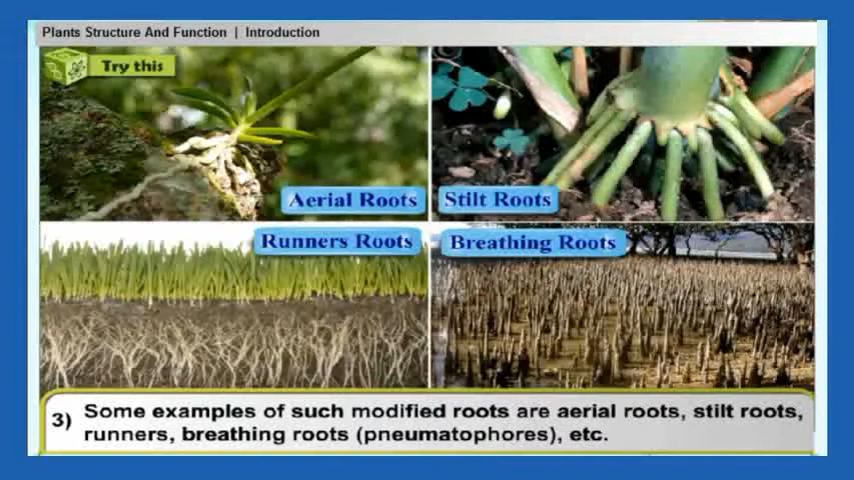 Plants Structure And Function | Introduction
Try this
Aerial Roots
Stilt Roots
Runners Roots
Breathing Roots
3) Some examples of such modified roots are aerial roots, stilt roots,
runners, breathing roots (pneumatophores), etc.